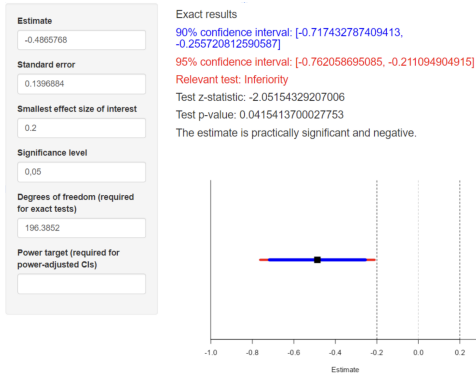 Estimate
-0.4865768
Standard error
0.1396884
Smallest effect size of interest
0.2
Significance level
0,05
Degrees of freedom (required
for exact tests)
196.3852
Power target (required for
power-adjusted CIs)
Exact results
90% confidence interval: [-0.717432787409413,
-0.255720812590587]
95% confidence interval: [-0.762058695085, -0.211094904915]
Relevant test: Inferiority
Test z-statistic: -2.05154329207006
Test p-value: 0.0415413700027753
The estimate is practically significant and negative.
-1.0 -0.8 -0.6 -0.4 -0.2 0.0 0.2
Estimate